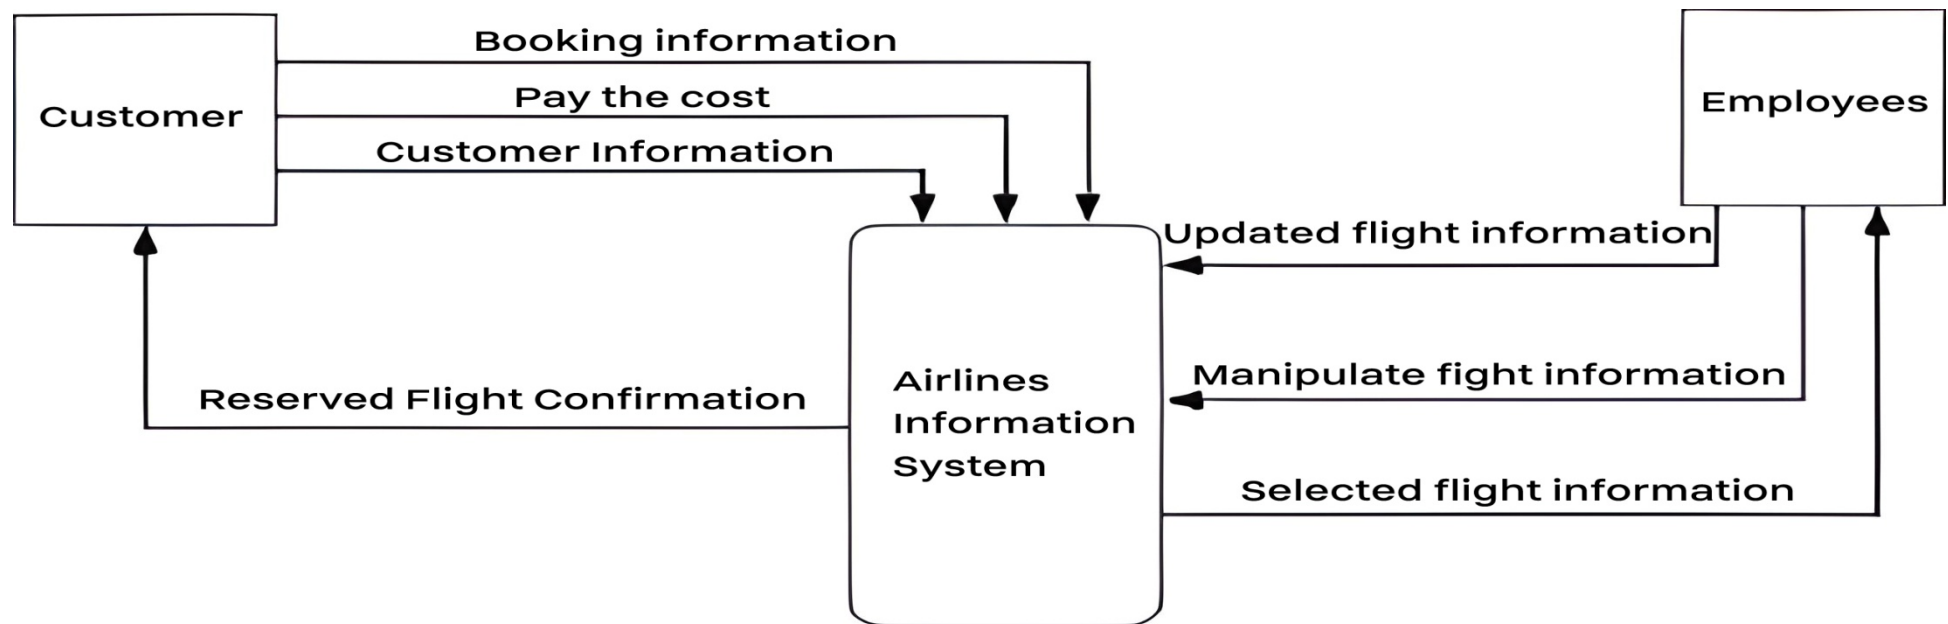 Booking information
Customer
Pay the cost
Customer Information
Employees
Updated flight information
Manipulate fight information
Reserved Flight Confirmation
Airlines
Information
System
Selected flight information